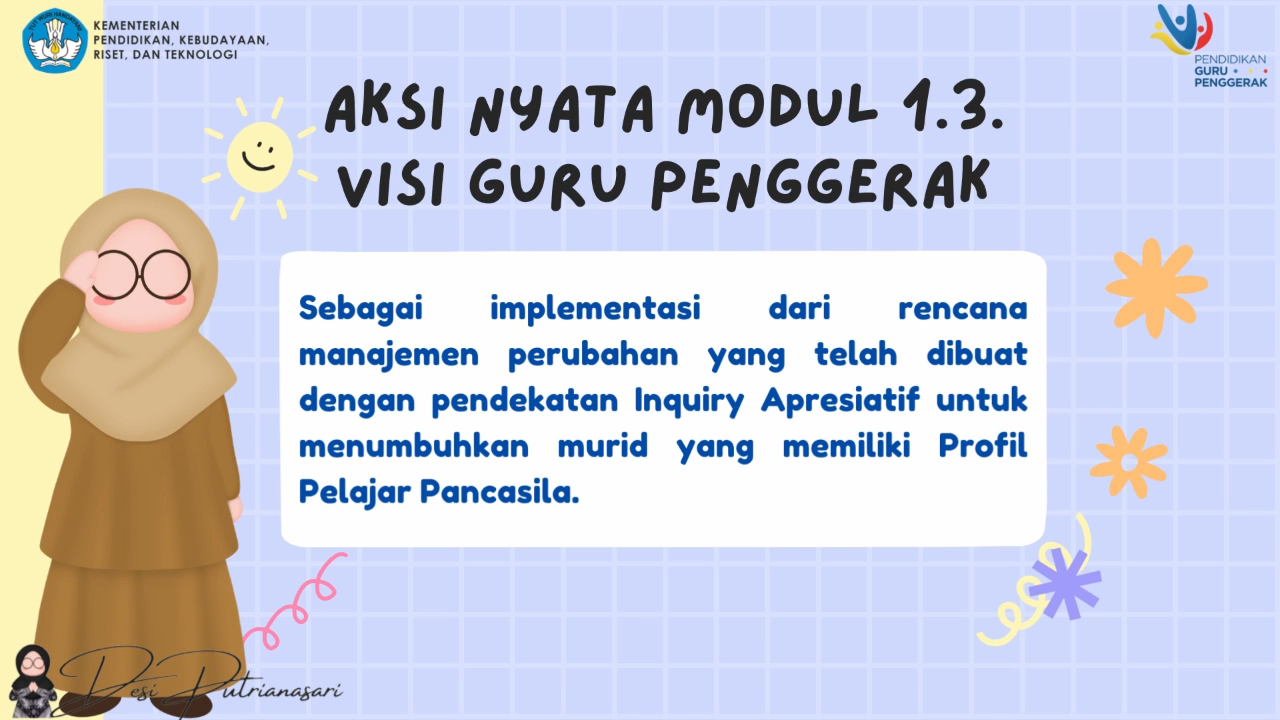 KEMENTERIAN
PENDIDIKAN, KEBUDAYAAN,
RISET, DAN TEKNOLOGI
PENDIDIKAN
GURU
PENGGERAK
AKSI NYATA MODUL 1.3.
VISI GURU PENGGERAK
Sebagai implementasi dari rencana
manajemen perubahan yang telah dibuat
dengan pendekatan Inquiry Apresiatif untuk
menumbuhkan murid yang memiliki Profil
Pelajar Pancasila.
Desi Putrianasari